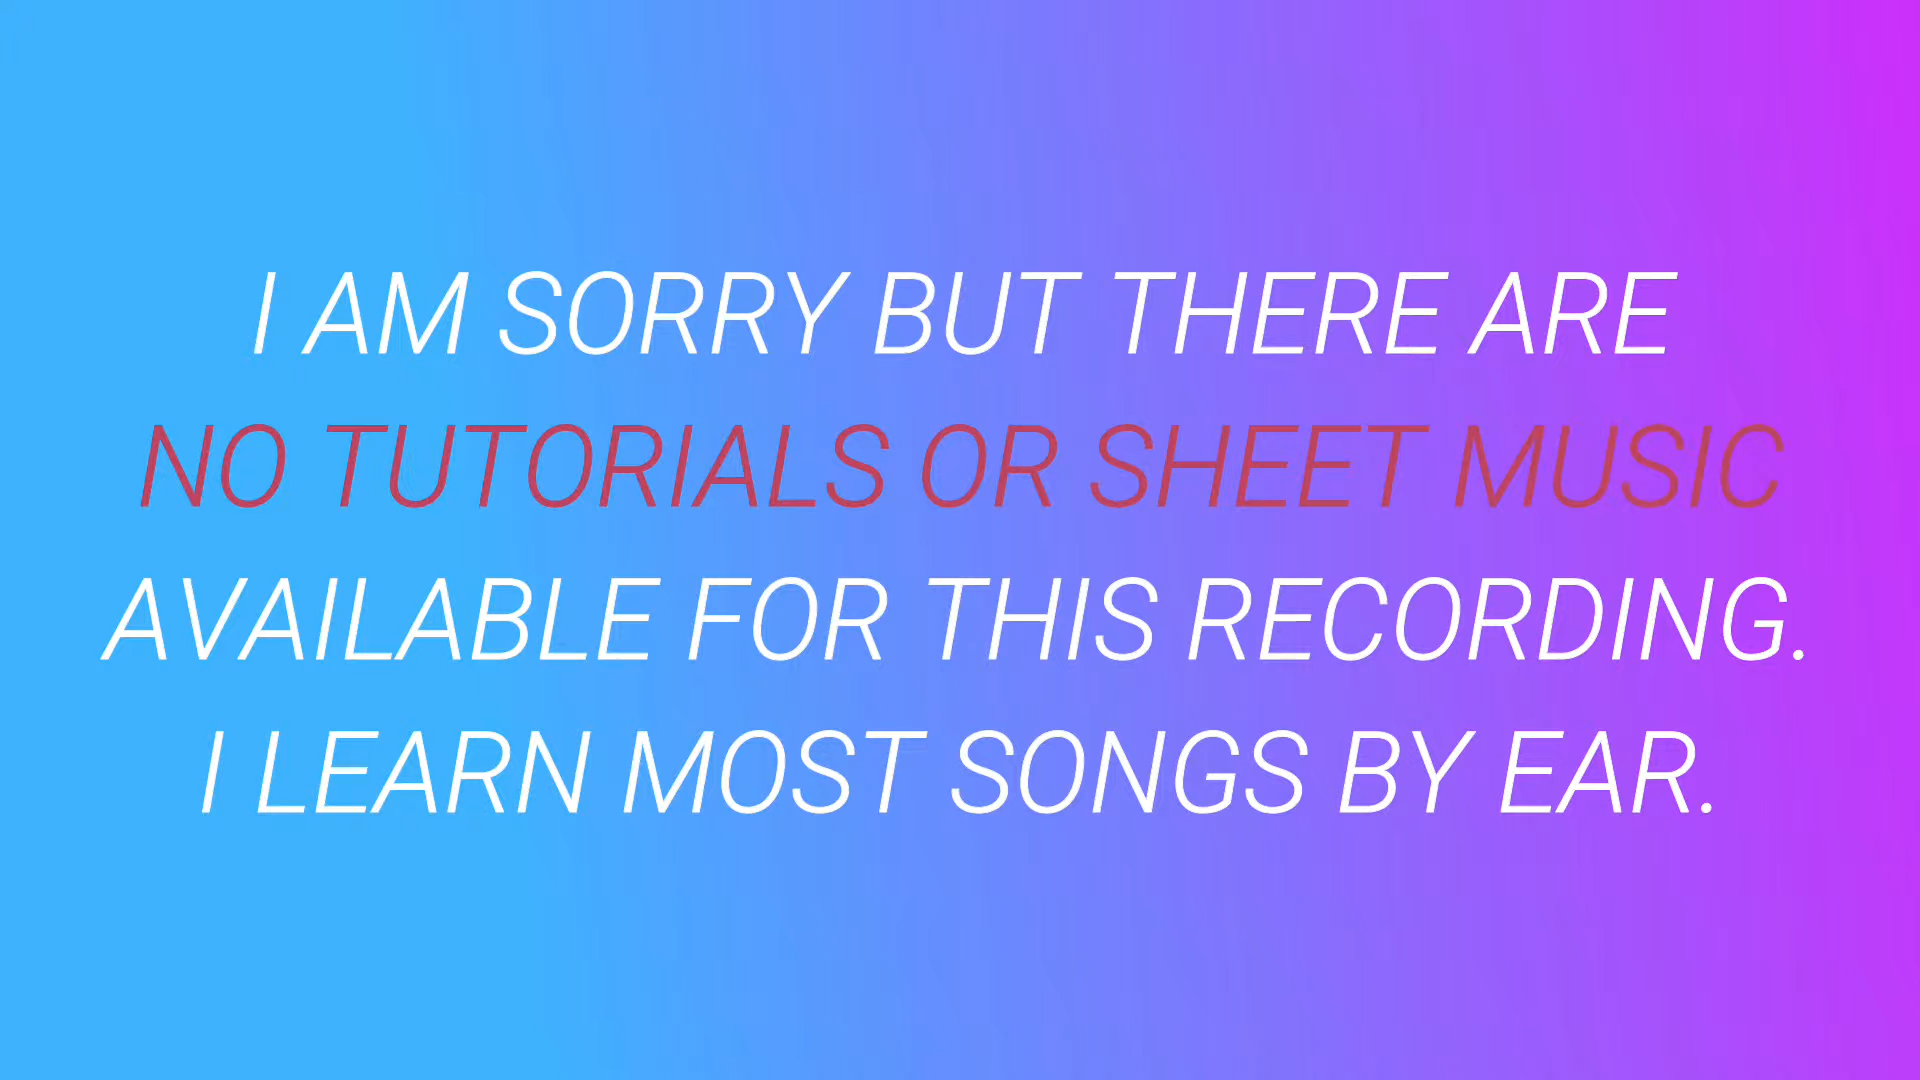 I AM SORRY BUT THERE ARE
NO TUTORIALS OR SHEET MUSIC
AVAILABLE FOR THIS RECORDING.
I LEARN MOST SONGS BY EAR.